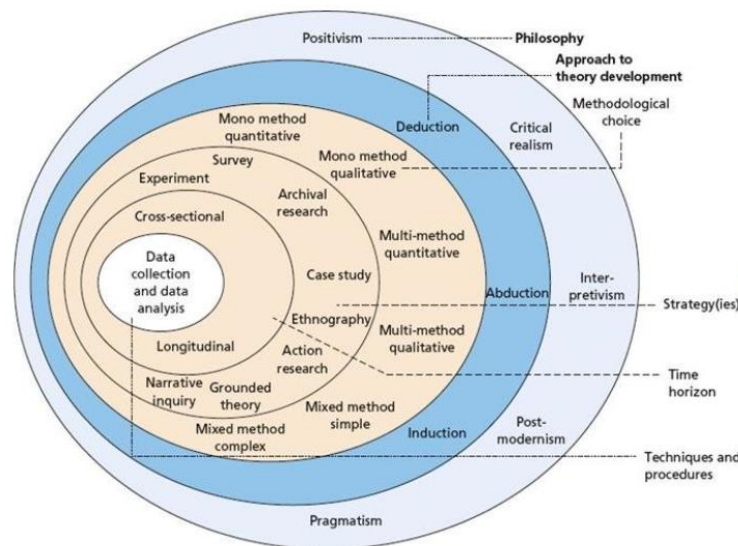 Positivism
Philosophy
Approach to
theory development
Methodological
choice
Mono method
quantitative
Deduction
Critical
realism
Survey
Mono method
qualitative
Experiment
Archival
research
Cross-sectional
Multi-method
quantitative
Data
collection
and data
analysis
Case study
Abduction
Inter-
pretivism
Strategy(ies)
Ethnography
Multi-method
qualitative
Longitudinal
Action
research
Time
horizon
Narrative
inquiry
Grounded
theory
Mixed method
simple
Mixed method
complex
Induction
Post-
modernism
Techniques and
procedures
Pragmatism